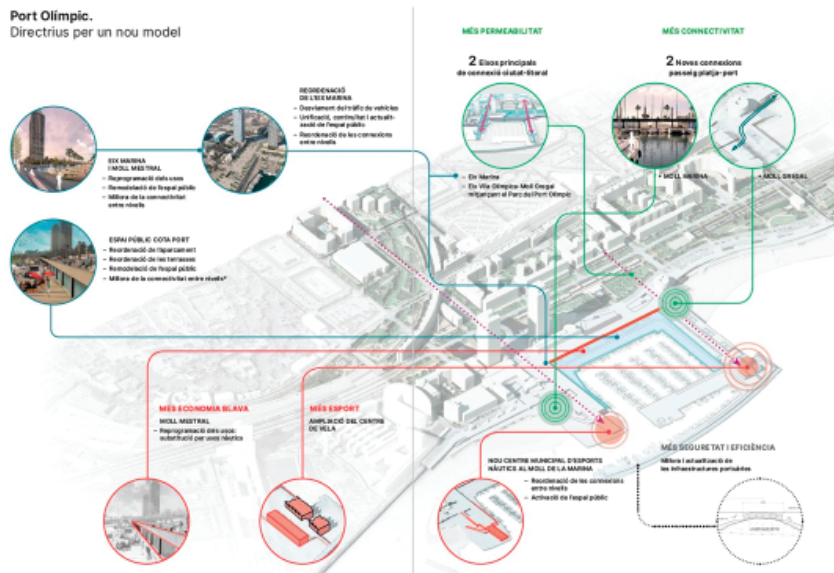 Port Olímpic.
Directrius per un nou model
MÉS PERMEABILITAT
2 Eixos principals
de connexió ciutat-litoral
MÉS CONNECTIVITAT
2 Noves connexions
passeig platja-port
REORDENACIÓ
DE L'EIX MARINA
– Desviament del tràfic de vehicles
– Unificació, continuïtat i actualit-
zació de l'espai públic
– Reordenació de les connexions
entre nivells
EIX MARINA
I MOLL MESTRAL
– Reprogramació dels usos
– Remodelació de l'espai públic
– Millora de la connectivitat
entre nivells
– Eix Marina
– Eix Vila Olímpica-Moll Gregal
mitjançant el Parc del Port Olímpic
• MOLL MARINA
• MOLL GREGAL
ESPAI PÚBLIC COTA PORT
– Reordenació de l'aparcament
– Reordenació de les terrasses
– Remodelació de l'espai públic
– Millora de la connectivitat entre nivells*
MÉS ECONOMIA BLAVA
MOLL MESTRAL
– Reprogramació dels usos:
substitució per usos nàutics
MÉS ESPORT
AMPLIACIÓ DEL CENTRE
DE VELA
NOU CENTRE MUNICIPAL D'ESPORTS
NÀUTICS AL MOLL DE LA MARINA
– Reordenació de les connexions
entre nivells
– Activació de l'espai públic
MÉS SEGURETAT I EFICIÈNCIA
Millora i actualització de
les infraestructures portuàries